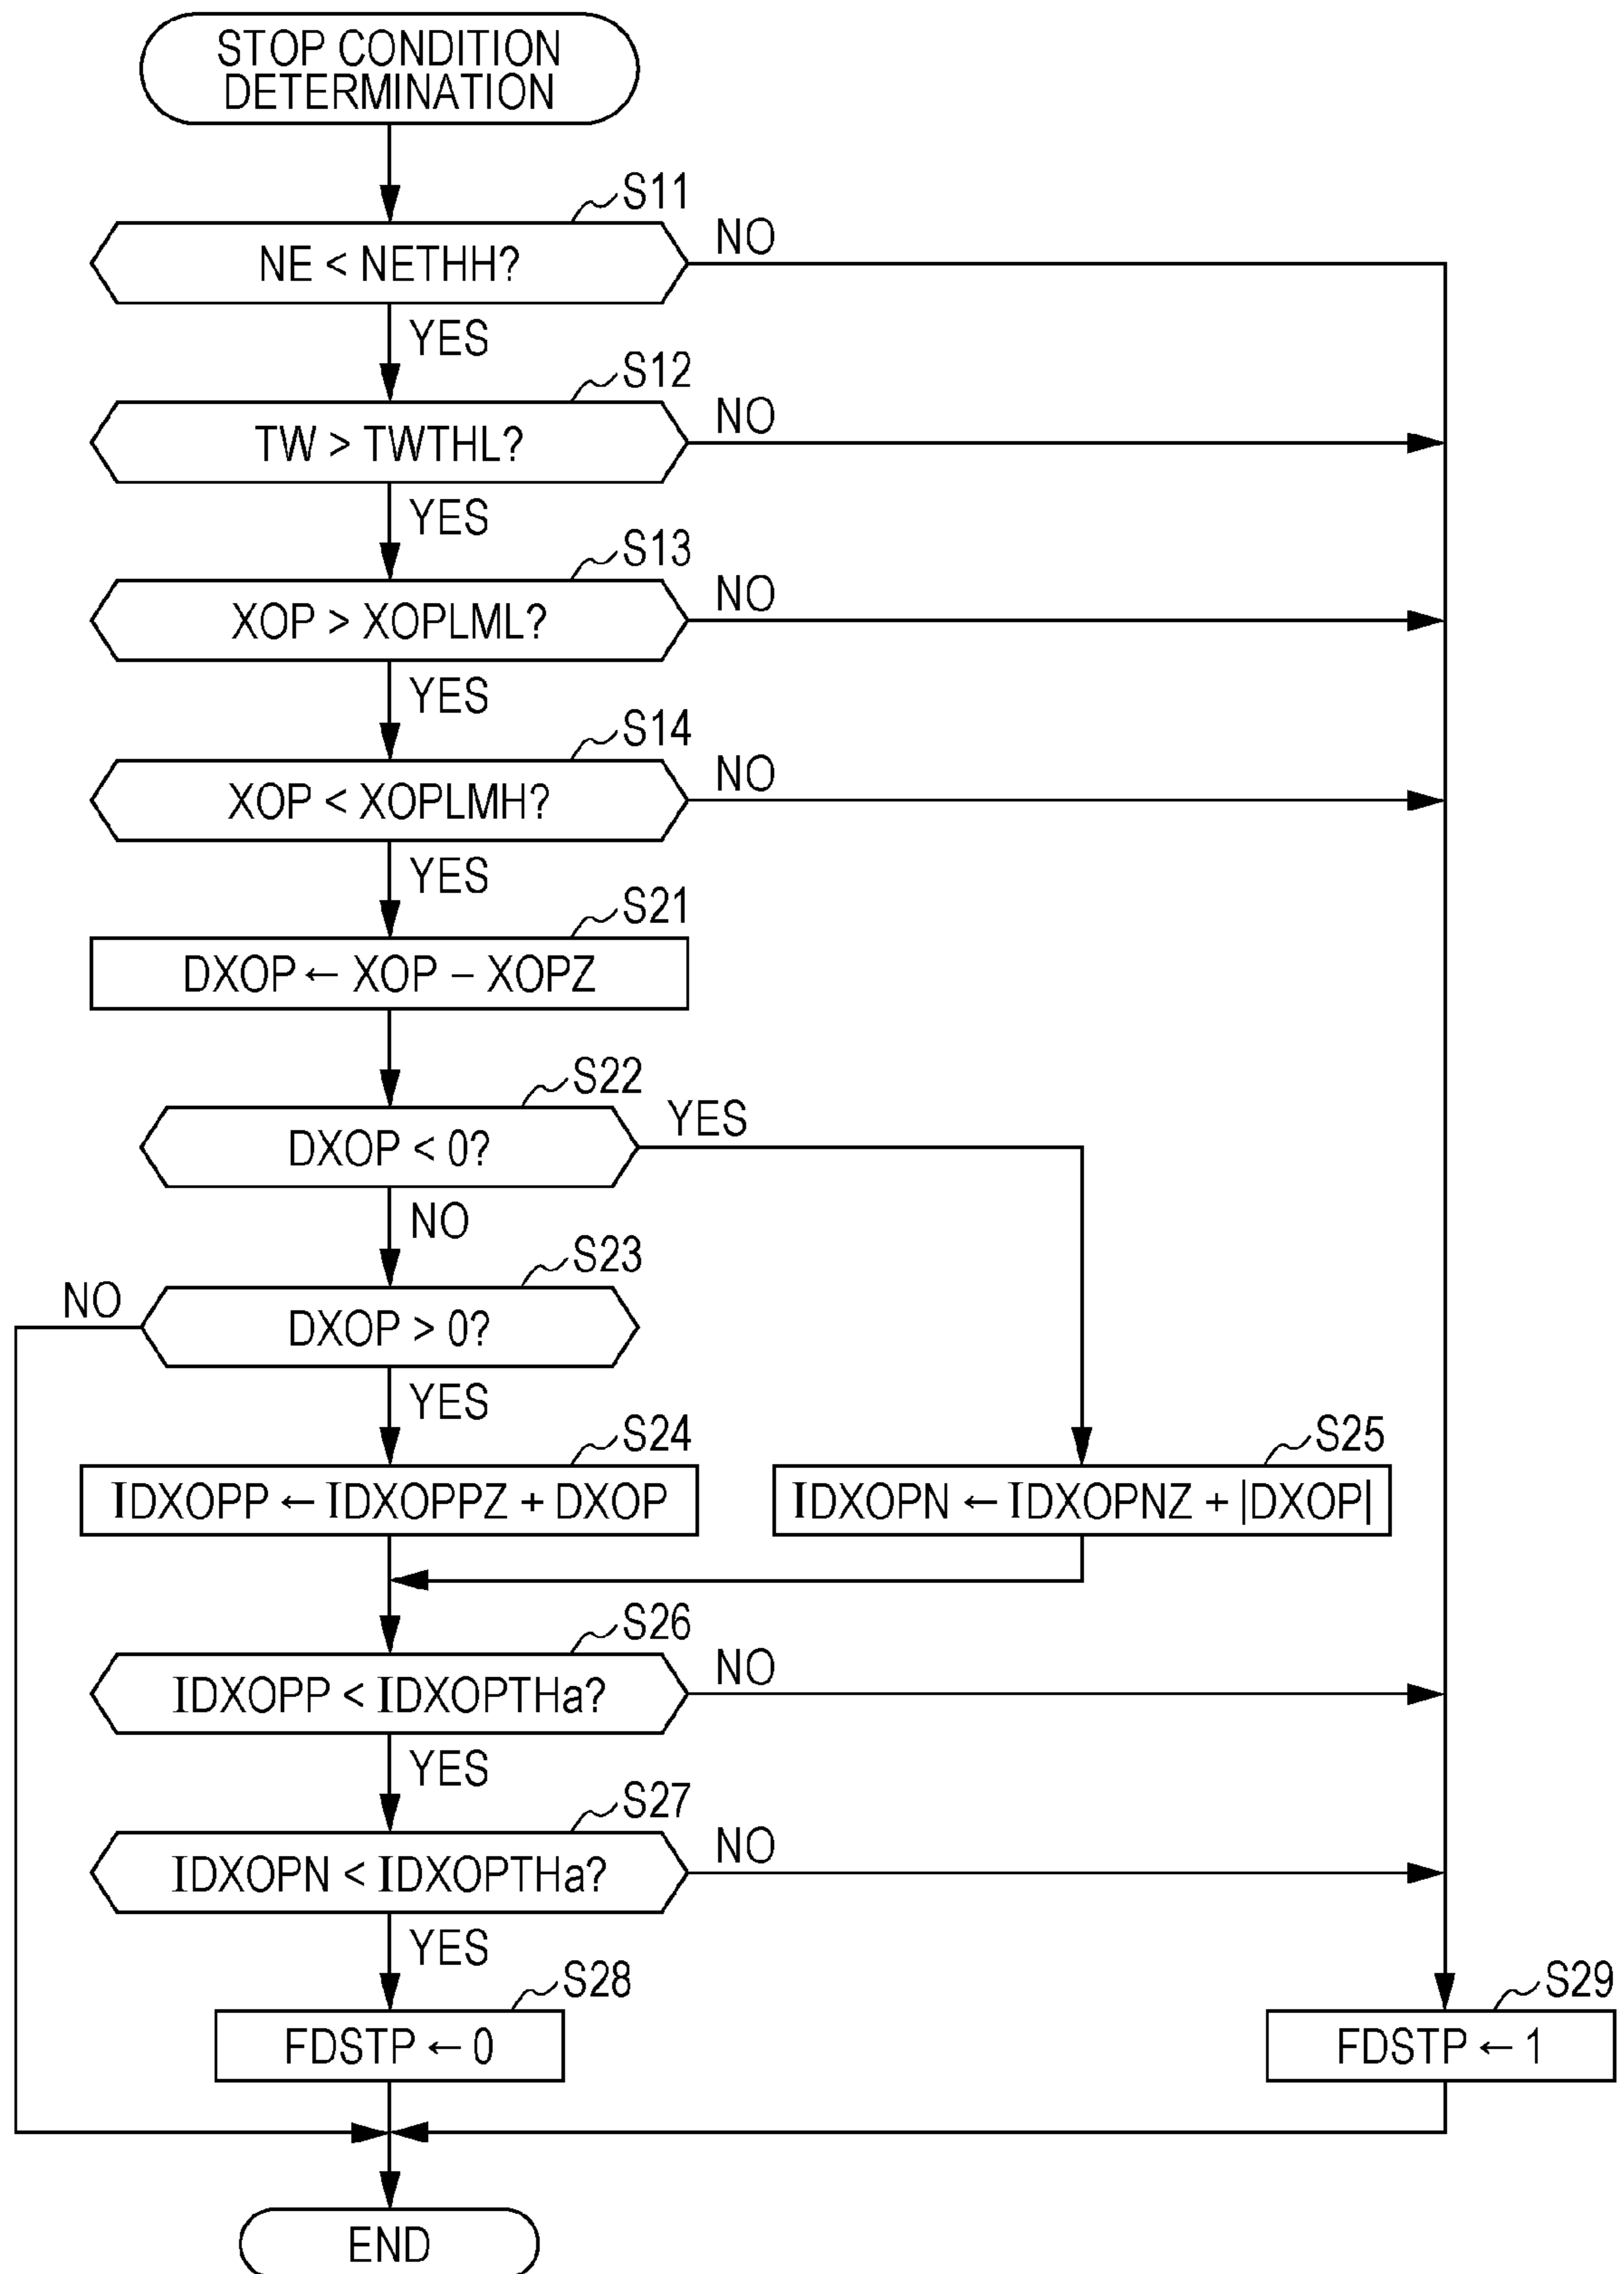 STOP CONDITION
DETERMINATION
S11
NE < NETHH?
NO
YES
S12
TW > TWTHL?
NO
YES
S13
XOP > XOPLML?
NO
YES
S14
XOP < XOPLMH?
NO
YES
S21
DXOP ← XOP – XOPZ
S22
DXOP < 0?
YES
NO
S23
DXOP > 0?
NO
YES
S24
IDXOPP ← IDXOPPZ + DXOP
S25
IDXOPN ← IDXOPNZ + |DXOP|
S26
IDXOPP < IDXOPTHa?
NO
YES
S27
IDXOPN < IDXOPTHa?
NO
YES
S28
FDSTP ← 0
S29
FDSTP ← 1
END